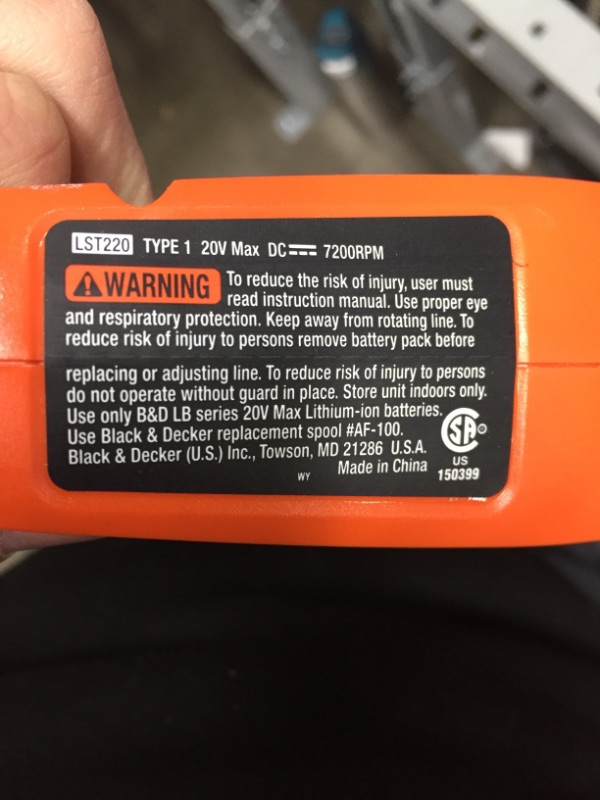 LST220 TYPE 1 20V Max DC 7200RPM
WARNING To reduce the risk of injury, user must
read instruction manual. Use proper eye
and respiratory protection. Keep away from rotating line. To
reduce risk of injury to persons remove battery pack before
replacing or adjusting line. To reduce risk of injury to persons
do not operate without guard in place. Store unit indoors only.
Use only B&D LB series 20V Max Lithium-ion batteries.
Use Black & Decker replacement spool #AF-100.
Black & Decker (U.S.) Inc., Towson, MD 21286 U.S.A.
WY Made in China
SA
US
150399